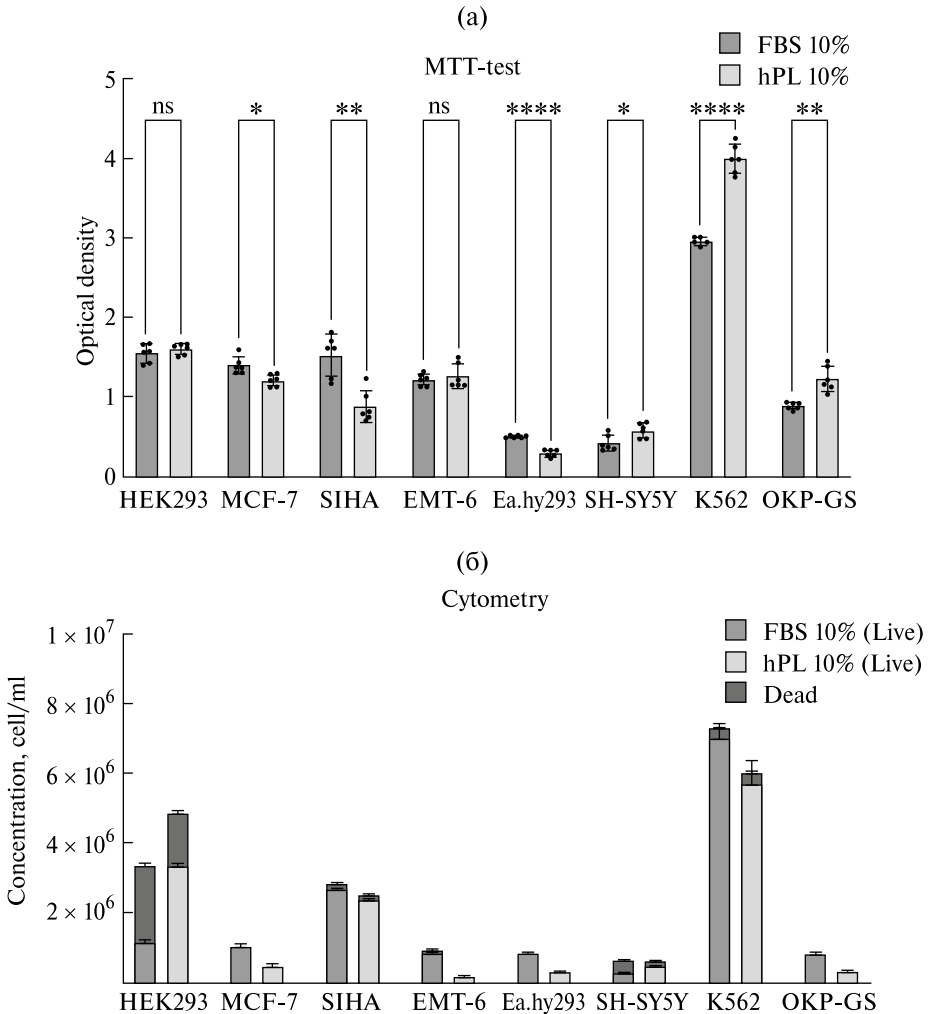 (а)
FBS 10%
hPL 10%
MTT-test
Optical density
5
4
3
2
1
0
ns
*
**
ns
****
*
****
**
HEK293
MCF-7
SIHA
EMT-6
Ea.hy293
SH-SY5Y
K562
OKP-GS
(б)
Cytometry
FBS 10% (Live)
hPL 10% (Live)
Dead
Concentration, cell/ml
1 × 10⁷
8 × 10⁶
6 × 10⁶
4 × 10⁶
2 × 10⁶
HEK293
MCF-7
SIHA
EMT-6
Ea.hy293
SH-SY5Y
K562
OKP-GS